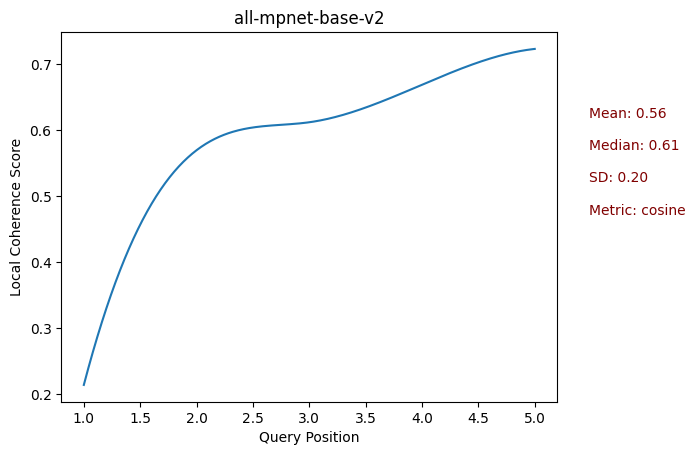 all-mpnet-base-v2
Local Coherence Score
0.7
0.6
0.5
0.4
0.3
0.2
1.0 1.5 2.0 2.5 3.0 3.5 4.0 4.5 5.0
Query Position
Mean: 0.56
Median: 0.61
SD: 0.20
Metric: cosine